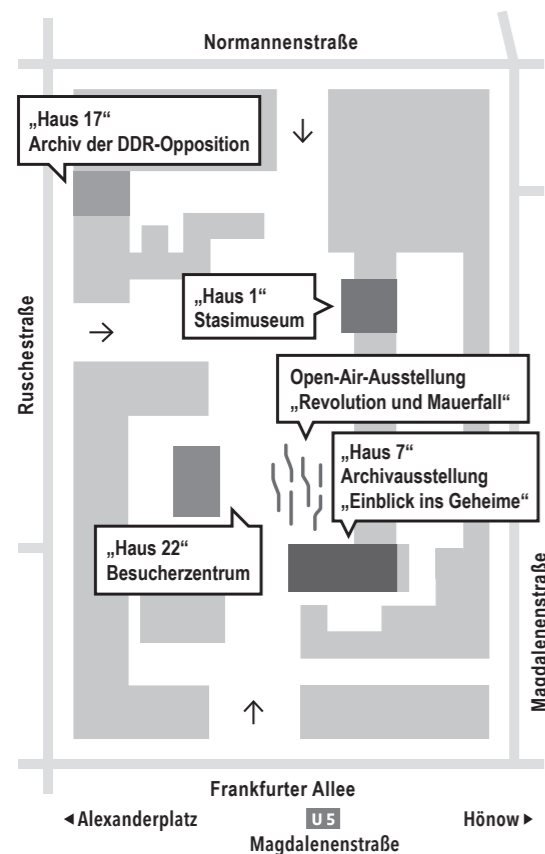 Normannenstraße
„Haus 17“
Archiv der DDR-Opposition
„Haus 1“
Stasimuseum
Ruschestraße
Open-Air-Ausstellung
„Revolution und Mauerfall“
„Haus 7“
Archivausstellung
„Einblick ins Geheime“
„Haus 22“
Besucherzentrum
Magdalenenstraße
Frankfurter Allee
Alexanderplatz
U 5
Hönow
Magdalenenstraße